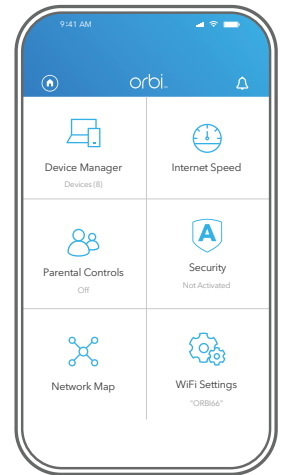 9:41 AM
orbi™
Device Manager
Devices (8)
Internet Speed
Parental Controls
Off
A
Security
Not Activated
Network Map
WiFi Settings
"ORBI66"